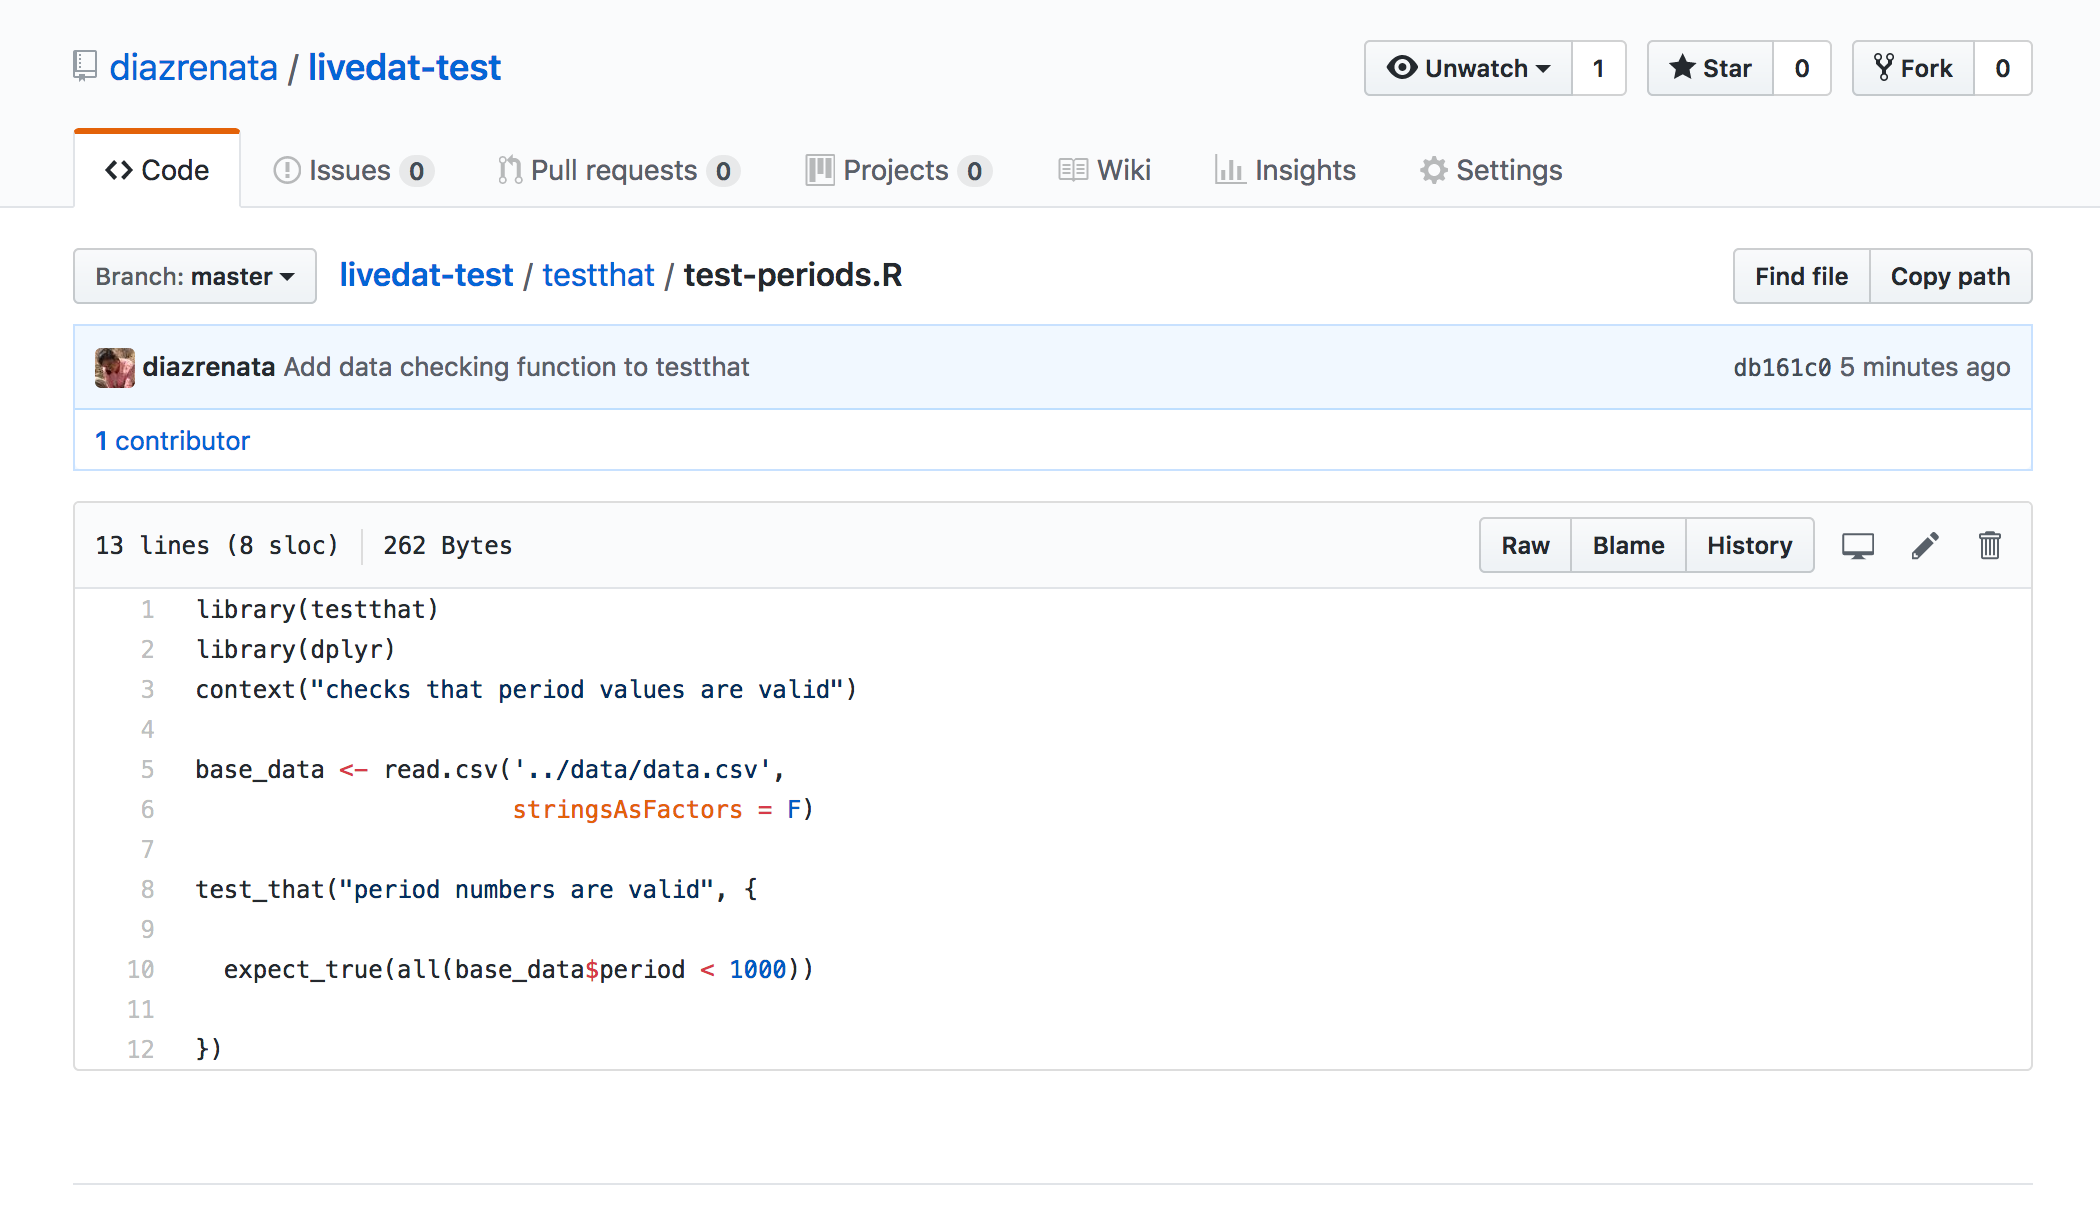 diazrenata / livedat-test
Unwatch 1 Star 0 Fork 0
Code Issues 0 Pull requests 0 Projects 0 Wiki Insights Settings
Branch: master livedat-test / testthat / test-periods.R Find file Copy path
diazrenata Add data checking function to testthat db161c0 5 minutes ago
1 contributor
13 lines (8 sloc) 262 Bytes Raw Blame History
1 library(testthat)
2 library(dplyr)
3 context("checks that period values are valid")
4
5 base_data <- read.csv('../data/data.csv',
6 stringsAsFactors = F)
7
8 test_that("period numbers are valid", {
9
10 expect_true(all(base_data$period < 1000))
11
12 })